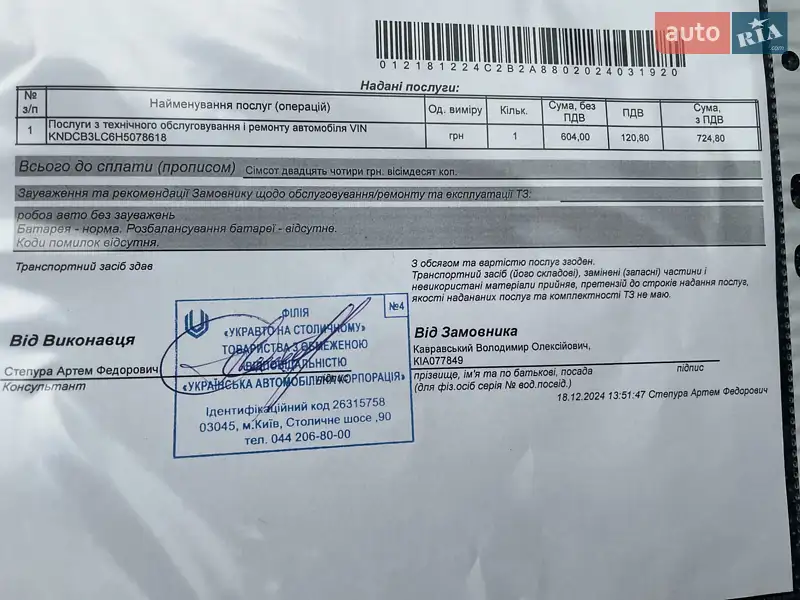 auto RIA .com
0121812​24C2B2A8802024031920
Надані послуги:
№ з/п Найменування послуг (операцій) Од. виміру Кільк. Сума, без ПДВ ПДВ Сума, з ПДВ
1 Послуги з технічного обслуговування і ремонту автомобіля VIN KNDCB3LC6H5078618 грн 1 604,00 120,80 724,80
Всього до сплати (прописом) Сімсот двадцять чотири грн. вісімдесят коп.
Зауваження та рекомендації Замовнику щодо обслуговування/ремонту та експлуатації ТЗ:
робоа авто без зауважень
Батарея - норма. Розбалансування батареї - відсутне.
Коди помилок відсутня.
Транспортний засіб здав
З обсягом та вартістю послуг згоден.
Транспортний засіб (його складові), замінені (запасні) частини і
невикористані матеріали прийняв, претензій до строків надання послуг,
якості наданаих послуг та комплектності ТЗ не маю.
Від Виконавця
Степура Артем Федорович
Консультант
підпис
№4
ФІЛІЯ
«УКРАВТО НА СТОЛИЧНОМУ»
ТОВАРИСТВА З ОБМЕЖЕНОЮ
ВІДПОВІДАЛЬНІСТЮ
«УКРАЇНСЬКА АВТОМОБІЛЬНА КОРПОРАЦІЯ»
Ідентифікаційний код 26315758
03045, м.Київ, Столичне шосе ,90
тел. 044 206-80-00
Від Замовника
Кавравський Володимир Олексійович,
KIA077849
прізвище, ім'я та по батькові, посада підпис
(для фіз.осіб серія № вод.посвід.)
18.12.2024 13:51:47 Степура Артем Федорович